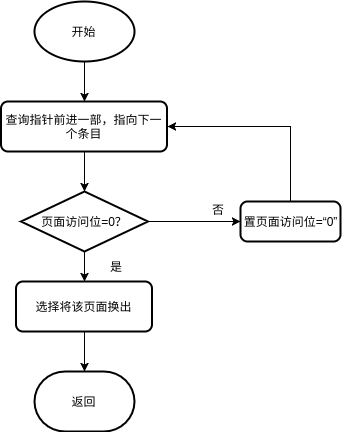 开始
查询指针前进一部，指向下一
个条目
页面访问位=0?
否
置页面访问位=“0”
是
选择将该页面换出
返回